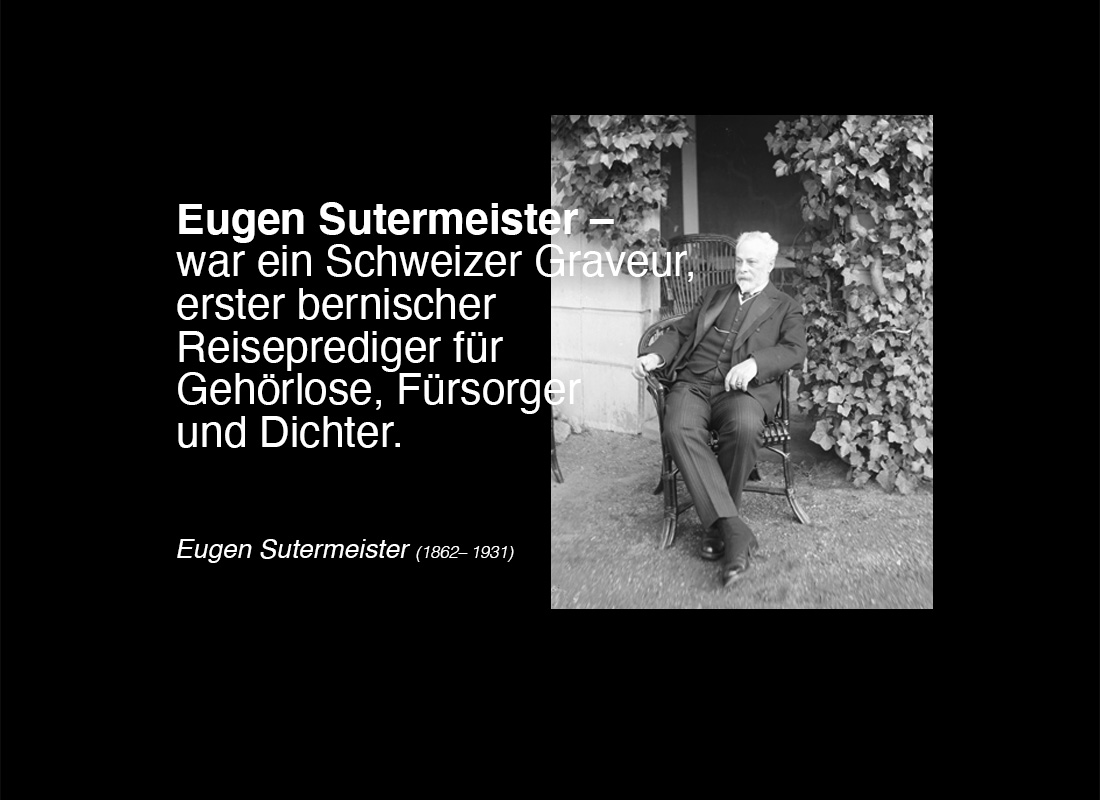 Eugen Sutermeister –
war ein Schweizer Graveur,
erster bernischer
Reiseprediger für
Gehörlose, Fürsorger
und Dichter.
Eugen Sutermeister (1862– 1931)